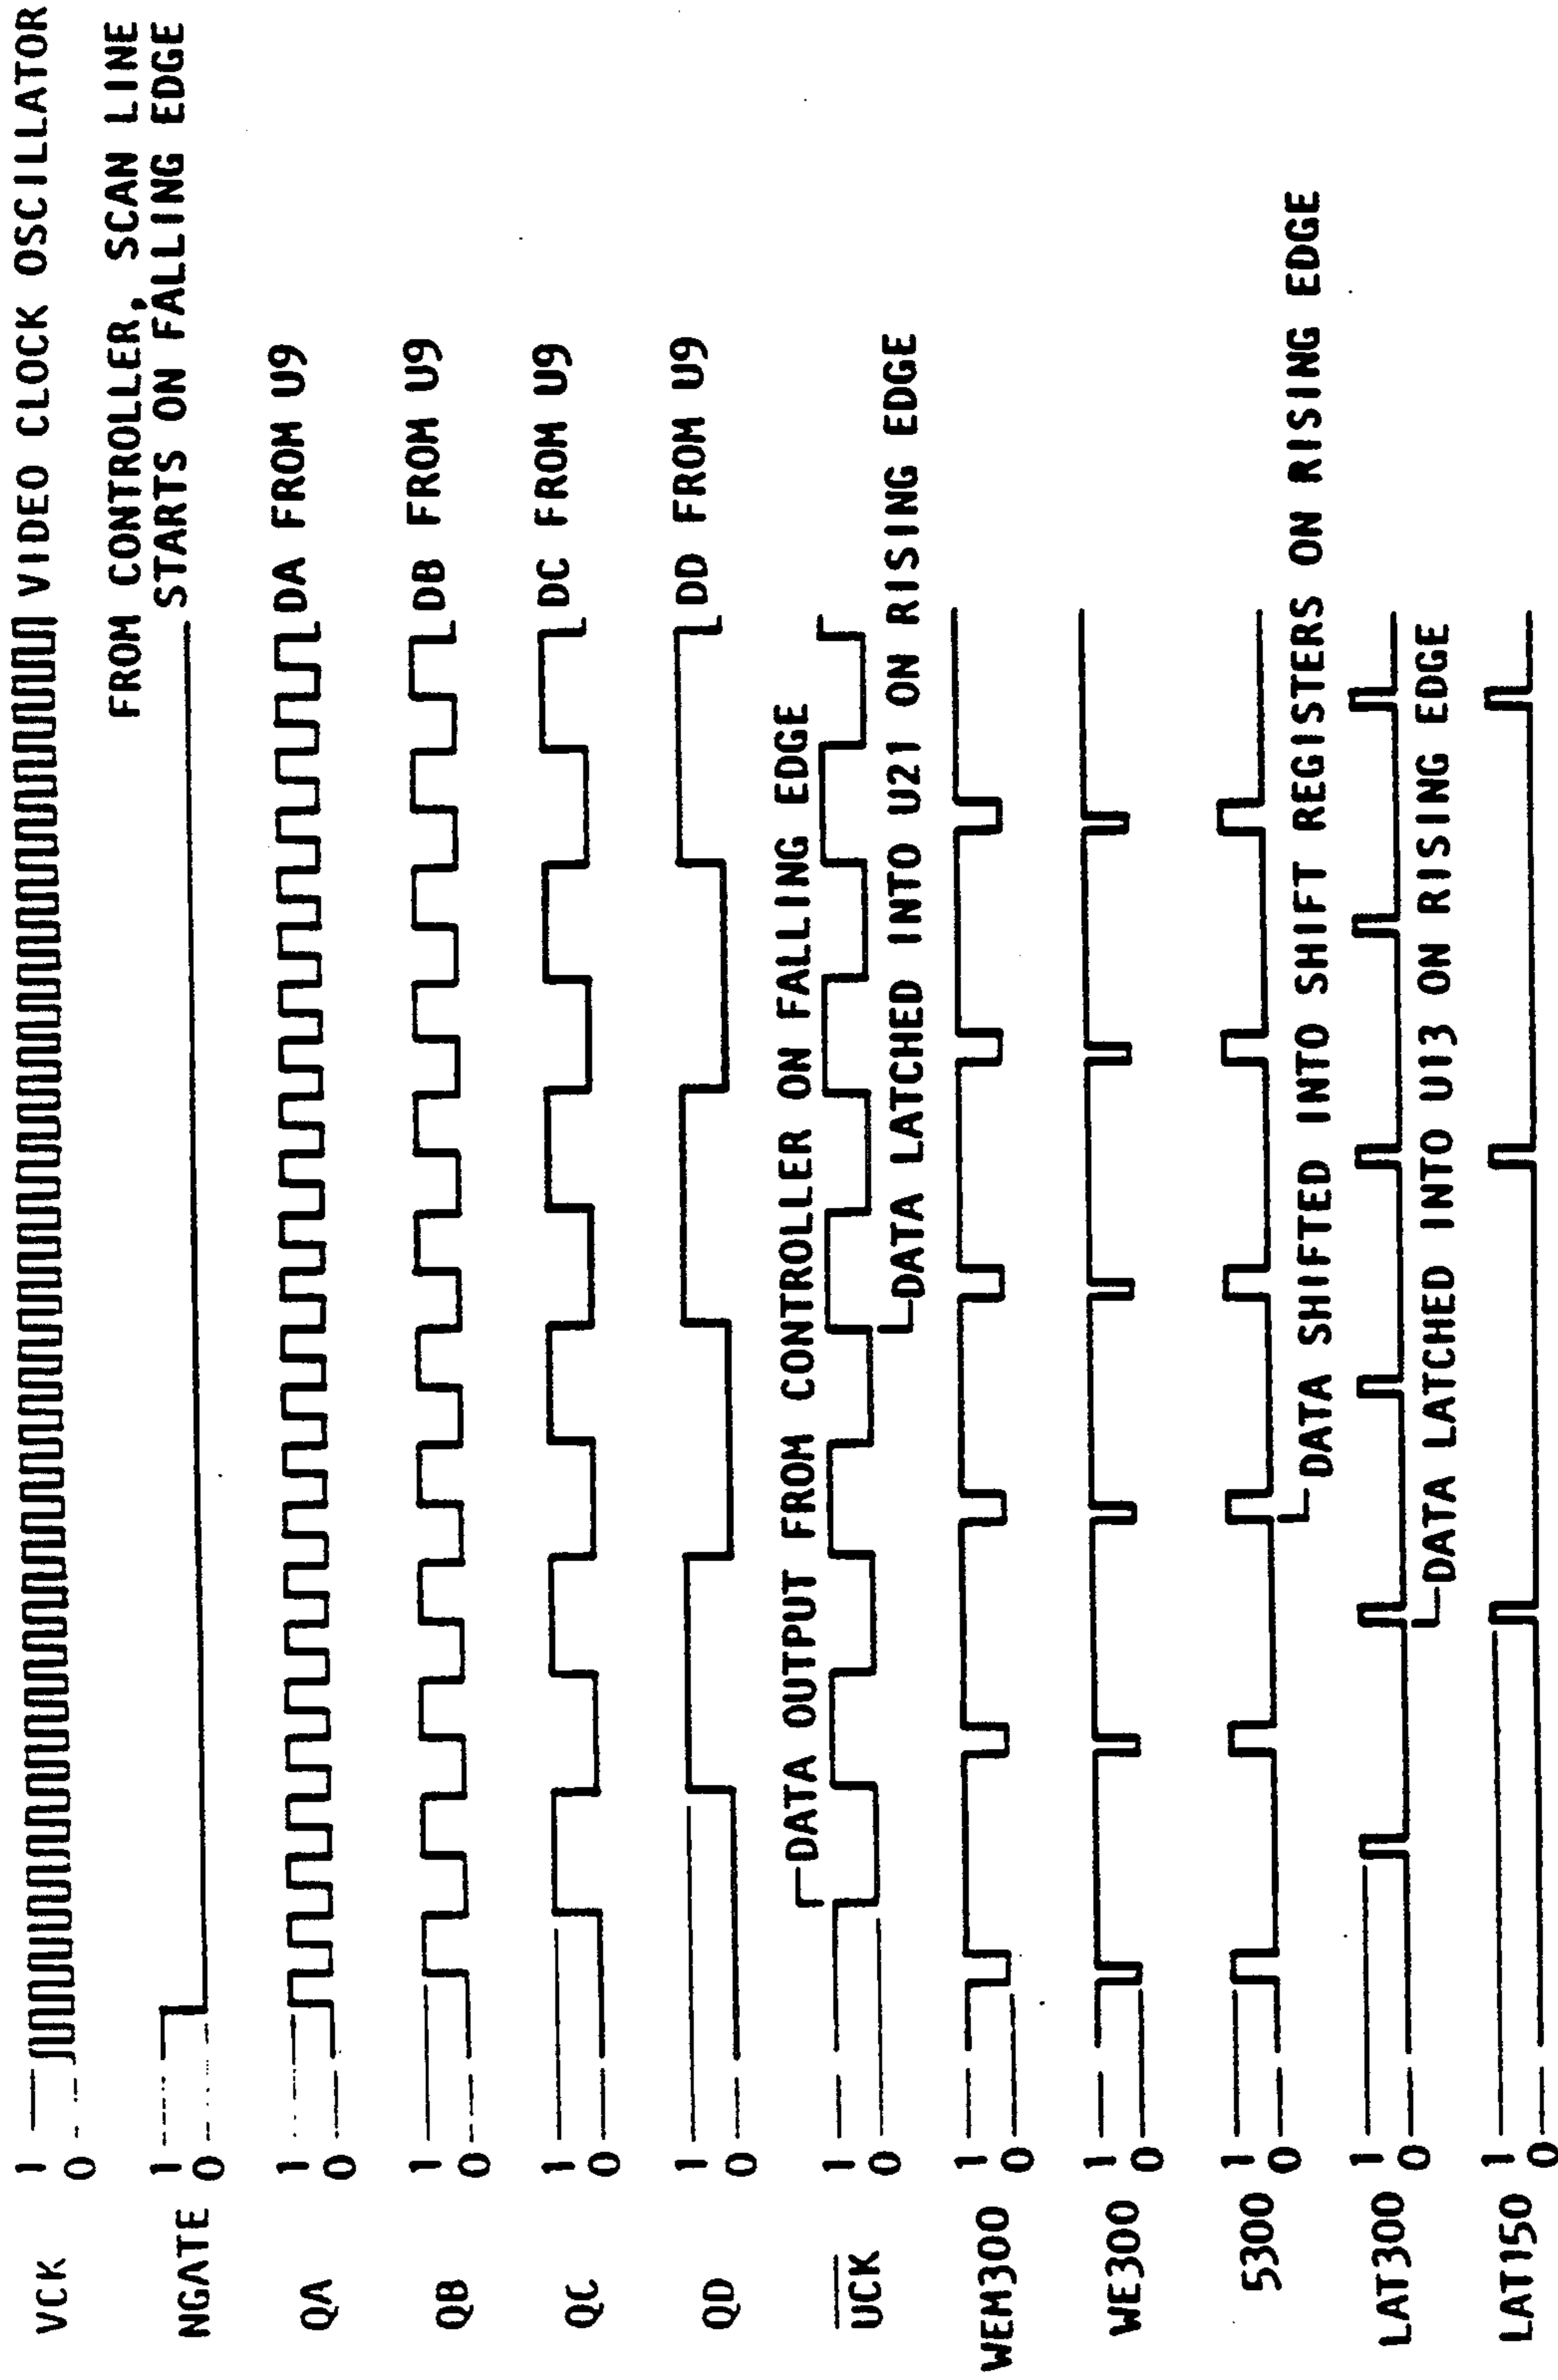 VCK 1 0 VIDEO CLOCK OSCILLATOR
NGATE 1 0 FROM CONTROLLER, SCAN LINE
STARTS ON FALLING EDGE
QA 1 0 DA FROM U9
QB 1 0 DB FROM U9
QC 1 0 DC FROM U9
QD 1 0 DD FROM U9
DATA OUTPUT FROM CONTROLLER ON FALLING EDGE
UCK 1 0
DATA LATCHED INTO U21 ON RISING EDGE
WEM300 1 0
WE300 1 0
5300 1 0
DATA SHIFTED INTO SHIFT REGISTERS ON RISING EDGE
LAT300 1 0
DATA LATCHED INTO U13 ON RISING EDGE
LAT150 1 0